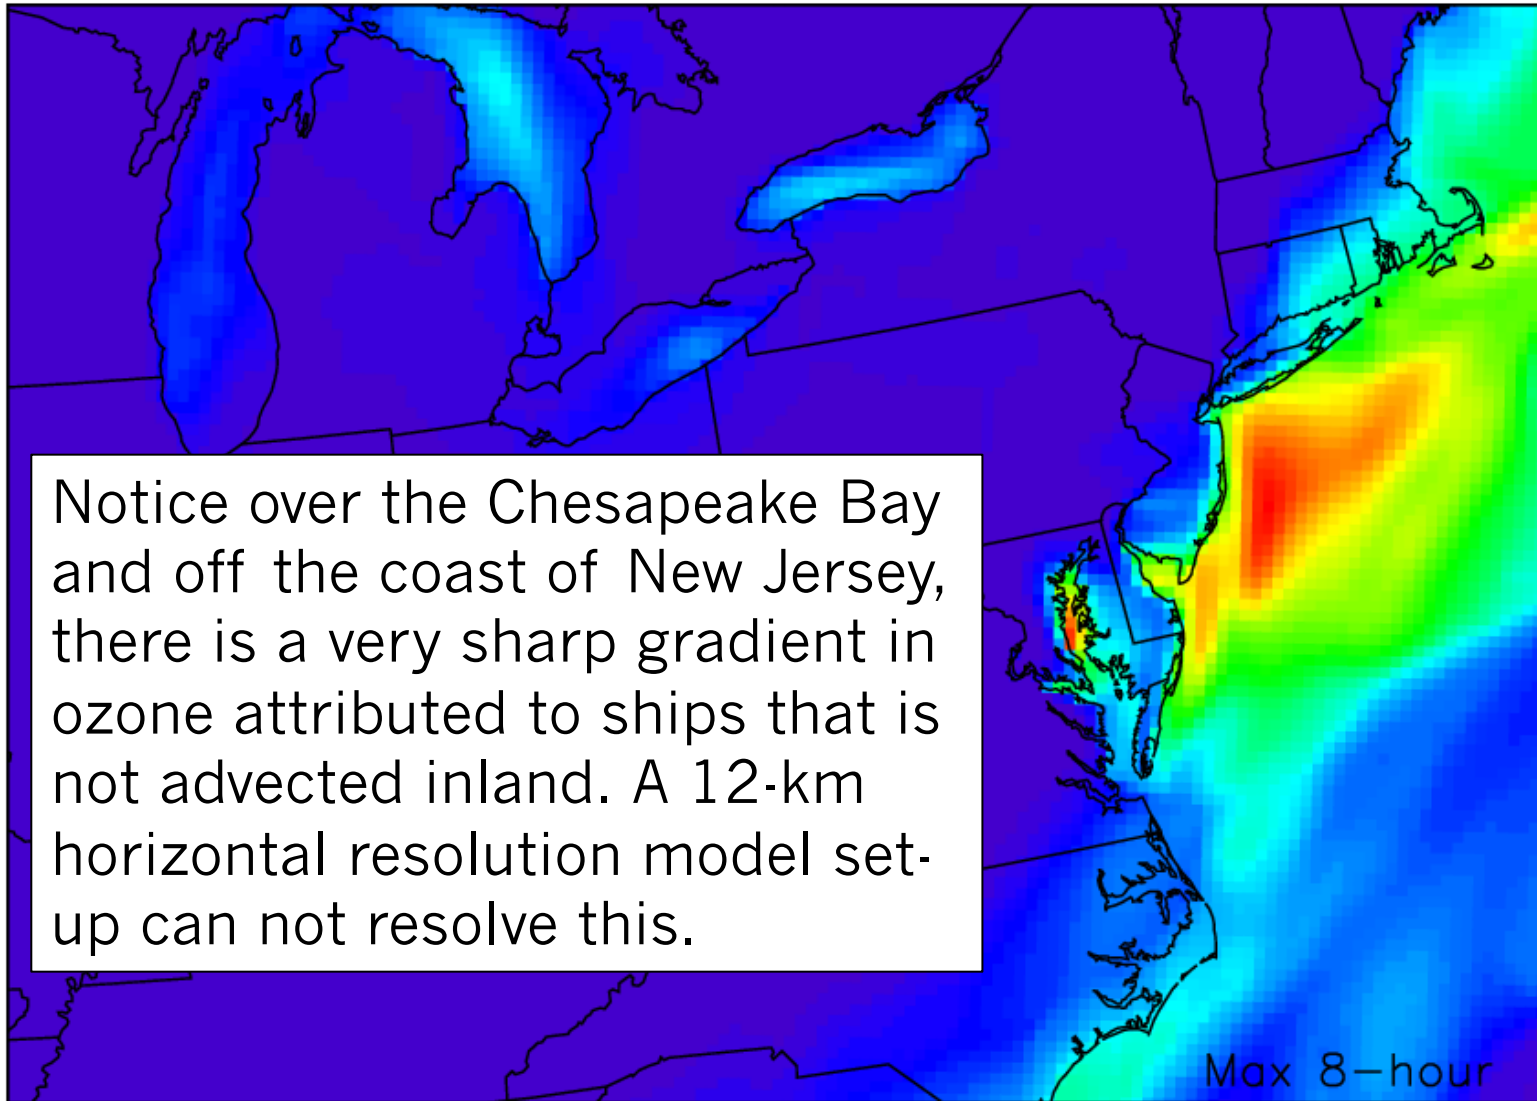 Notice over the Chesapeake Bay
and off the coast of New Jersey,
there is a very sharp gradient in
ozone attributed to ships that is
not advected inland. A 12-km
horizontal resolution model set-
up can not resolve this.
Max 8-hour